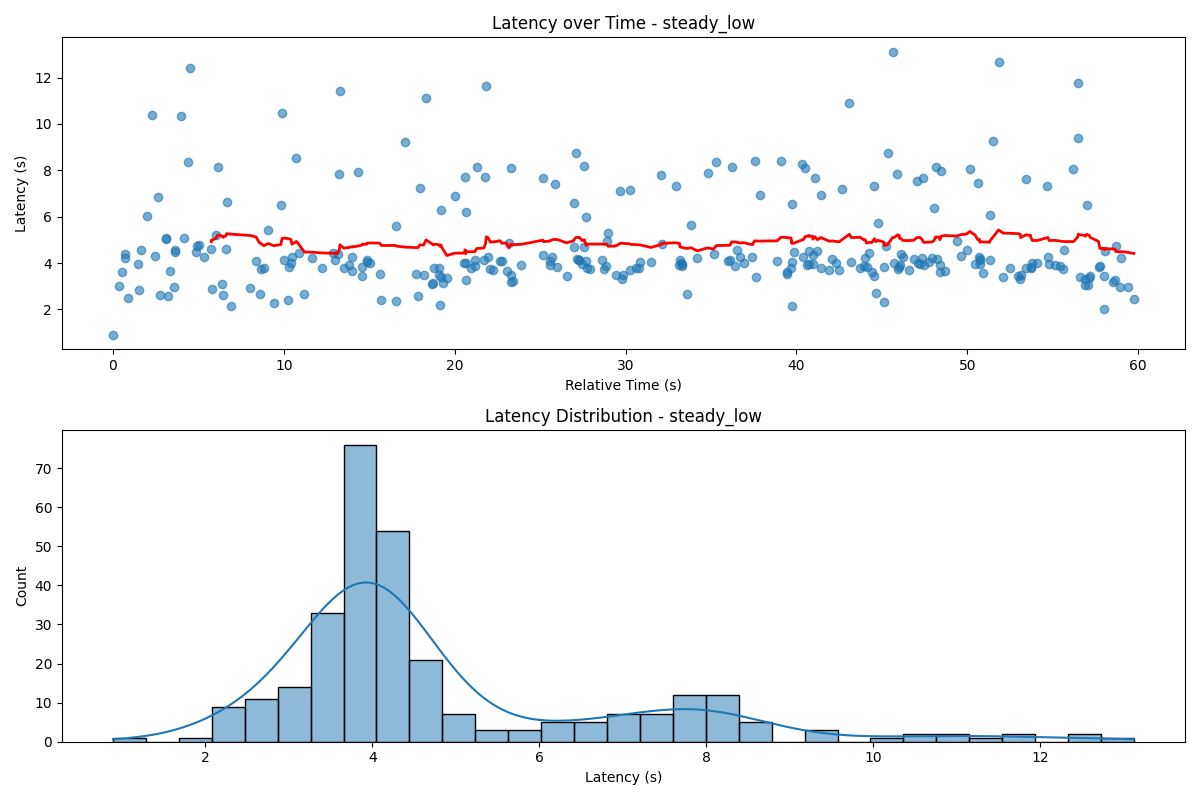 Latency over Time - steady_low
12
10
8
6
4
2
Latency (s)
0 10 20 30 40 50 60
Relative Time (s)
Latency Distribution - steady_low
70
60
50
40
30
20
10
0
Count
2 4 6 8 10 12
Latency (s)